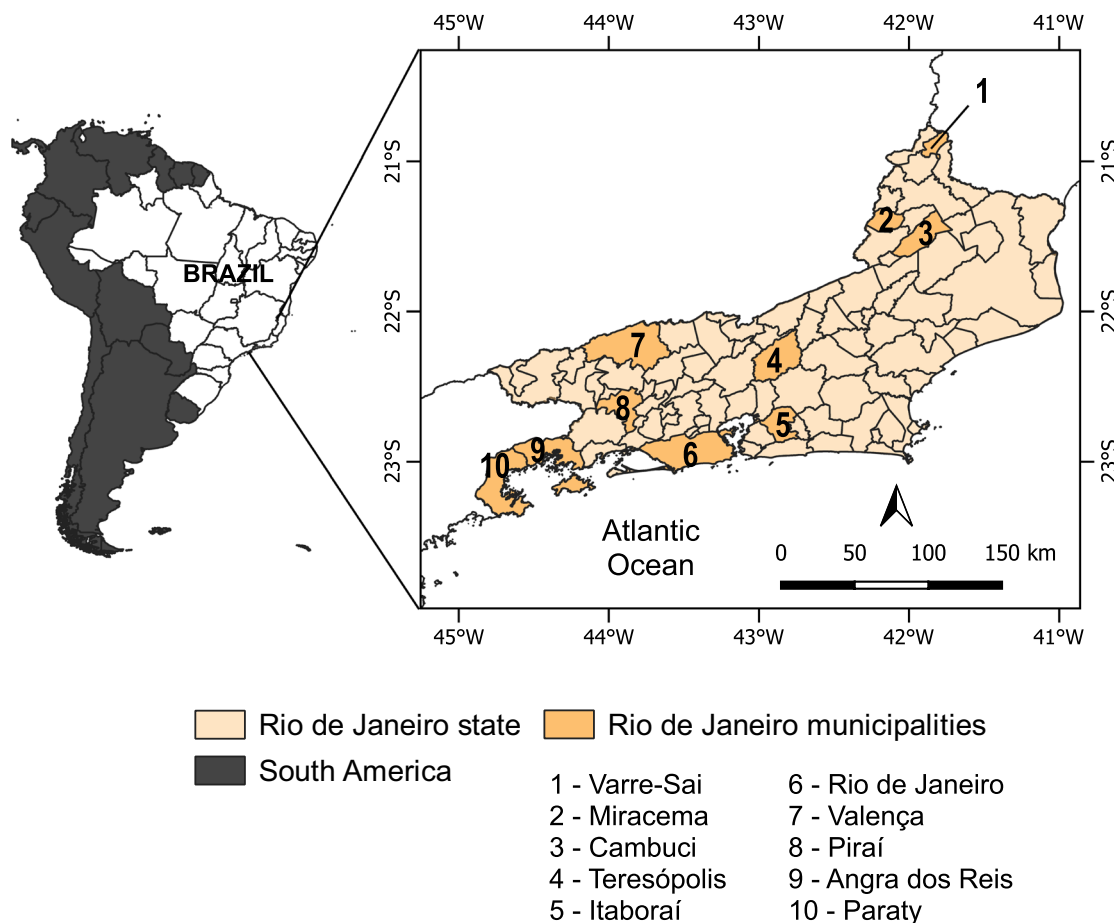 45°W 44°W 43°W 42°W 41°W
1
21°S 21°S
2
3
BRAZIL
22°S 22°S
7
4
8
5
9
6
10
23°S 23°S
Atlantic
Ocean
0 50 100 150 km
45°W 44°W 43°W 42°W 41°W
Rio de Janeiro state
Rio de Janeiro municipalities
South America
1 - Varre-Sai
2 - Miracema
3 - Cambuci
4 - Teresópolis
5 - Itaboraí
6 - Rio de Janeiro
7 - Valença
8 - Piraí
9 - Angra dos Reis
10 - Paraty